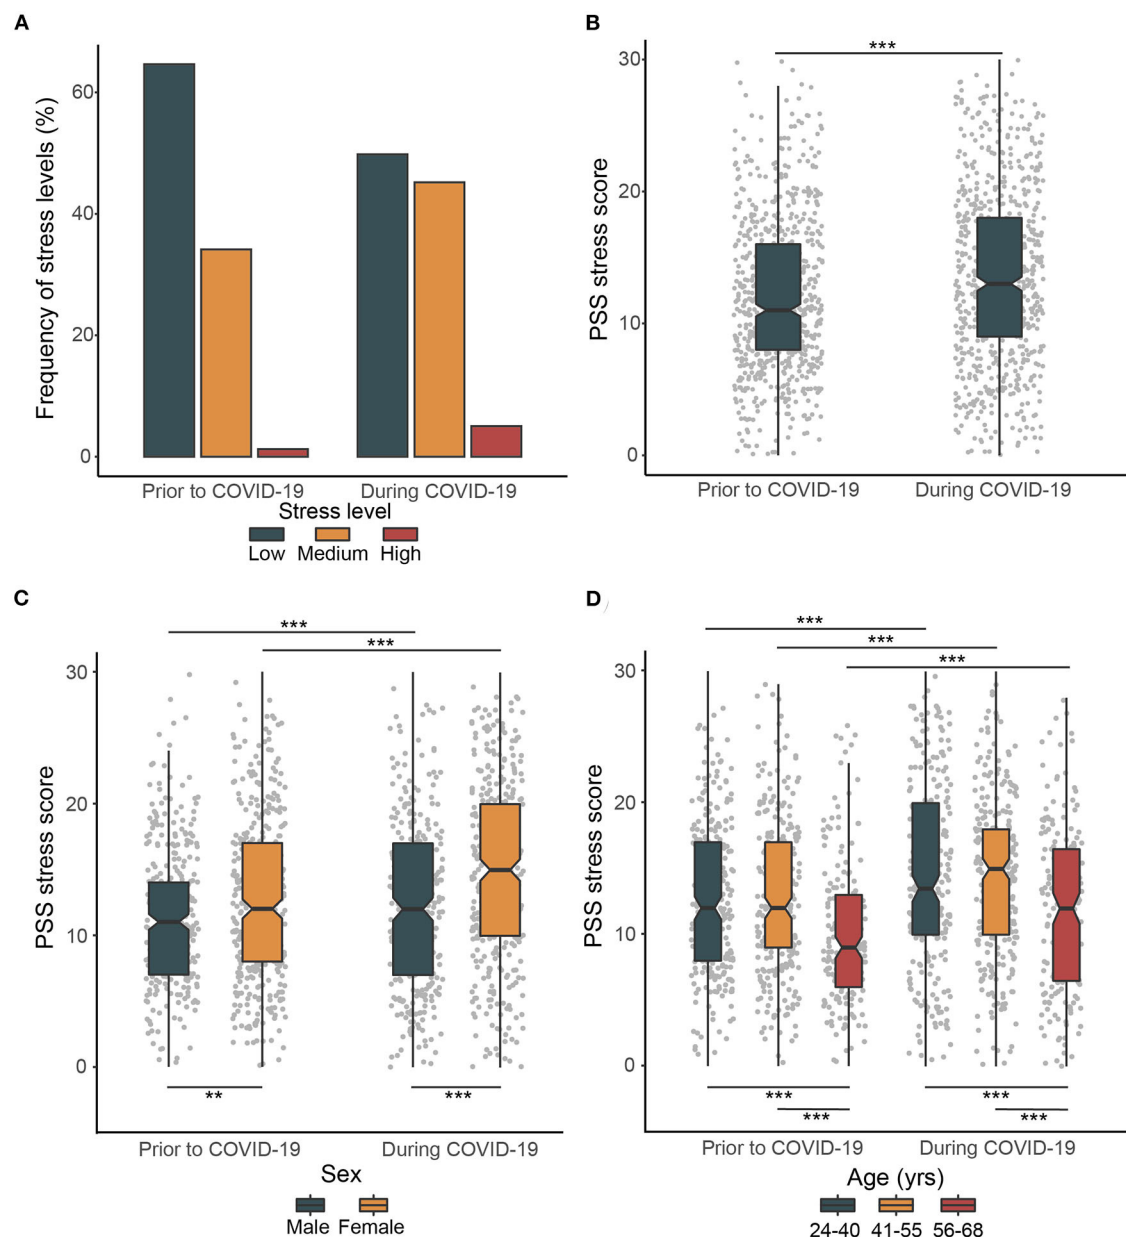 A
Frequency of stress levels (%)
60
40
20
0
Prior to COVID-19 During COVID-19
Stress level
Low Medium High
B
PSS stress score
30
20
10
0
***
Prior to COVID-19 During COVID-19
C
***
***
PSS stress score
30
20
10
0
** ***
Prior to COVID-19 During COVID-19
Sex
Male Female
D
***
***
***
PSS stress score
30
20
10
0
*** ***
*** ***
Prior to COVID-19 During COVID-19
Age (yrs)
24-40 41-55 56-68